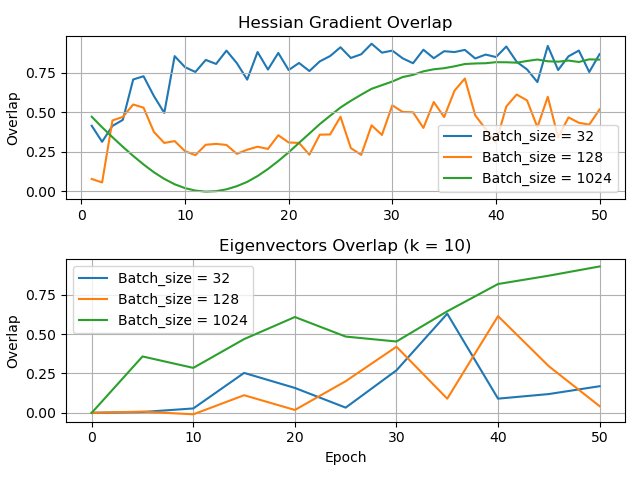 Hessian Gradient Overlap
Overlap
0.75
0.50
0.25
0.00
Batch_size = 32
Batch_size = 128
Batch_size = 1024
0 10 20 30 40 50
Eigenvectors Overlap (k = 10)
Overlap
0.75
0.50
0.25
0.00
Batch_size = 32
Batch_size = 128
Batch_size = 1024
0 10 20 30 40 50
Epoch